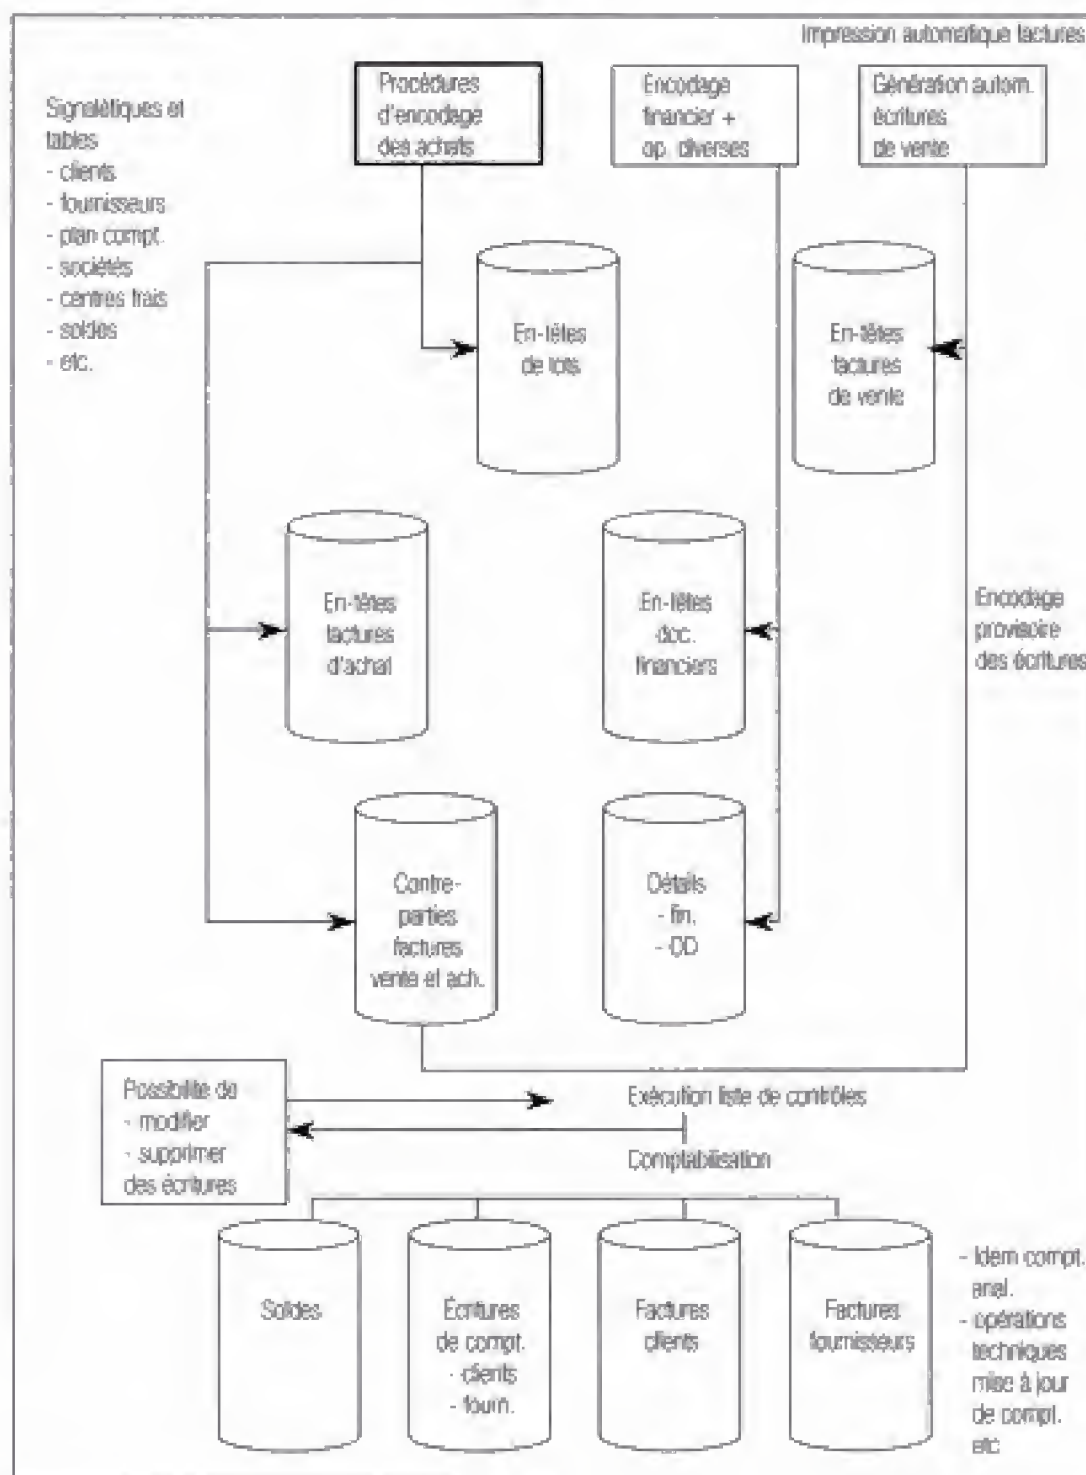 Impression automatique factures
Signalétiques et
tables
- clients
- fournisseurs
- plan compt.
- sociétés
- centres frais
- soldes
- etc.
Procédures
d'encodage
des achats
Encodage
financier +
op. diverses
Génération autom.
écritures
de vente
En-têtes
de lots
En-têtes
factures
de vente
En-têtes
factures
d'achat
En-têtes
doc.
financiers
Encodage
provisoire
des écritures
Contre-
parties
factures
vente et ach.
Détails
- fin.
- OD
Possibilité de
- modifier
- supprimer
des écritures
Exécution liste de contrôles
Comptabilisation
Soldes
Écritures
de compt.
- clients
- fourn.
Factures
clients
Factures
fournisseurs
- Idem compt.
anal.
- opérations
techniques
mise à jour
de compt.
etc